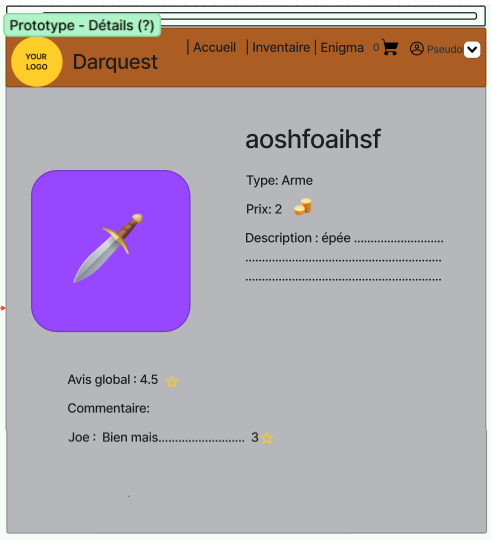 Prototype - Détails (?)
YOUR
LOGO
Darquest
| Accueil | Inventaire | Enigma 0 Pseudo
aoshfoaihsf
Type: Arme
Prix: 2
Description : épée ..........................
.........................................................
.........................................................
Avis global : 4.5
Commentaire:
Joe : Bien mais......................... 3